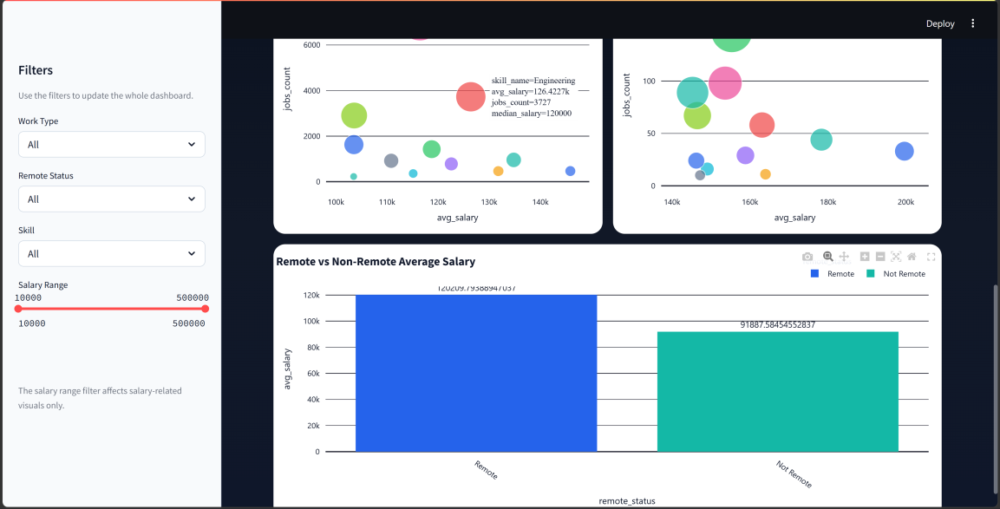 Deploy
Filters
Use the filters to update the whole dashboard.
Work Type
All
Remote Status
All
Skill
All
Salary Range
10000
500000
10000
500000
The salary range filter affects salary-related
visuals only.
6000
4000
2000
0
jobs_count
skill_name=Engineering
avg_salary=126.4227k
jobs_count=3727
median_salary=120000
100k
110k
120k
130k
140k
avg_salary
100
50
0
jobs_count
140k
160k
180k
200k
avg_salary
Remote vs Non-Remote Average Salary
Remote
Not Remote
120209.79388947037
91887.58454552837
120k
100k
80k
60k
40k
20k
0
avg_salary
Remote
Not Remote
remote_status